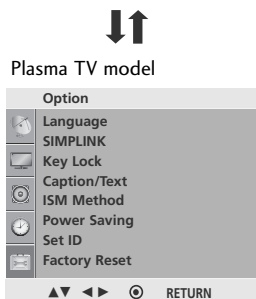 Plasma TV model
Option
Language
SIMPLINK
Key Lock
Caption/Text
ISM Method
Power Saving
Set ID
Factory Reset
RETURN